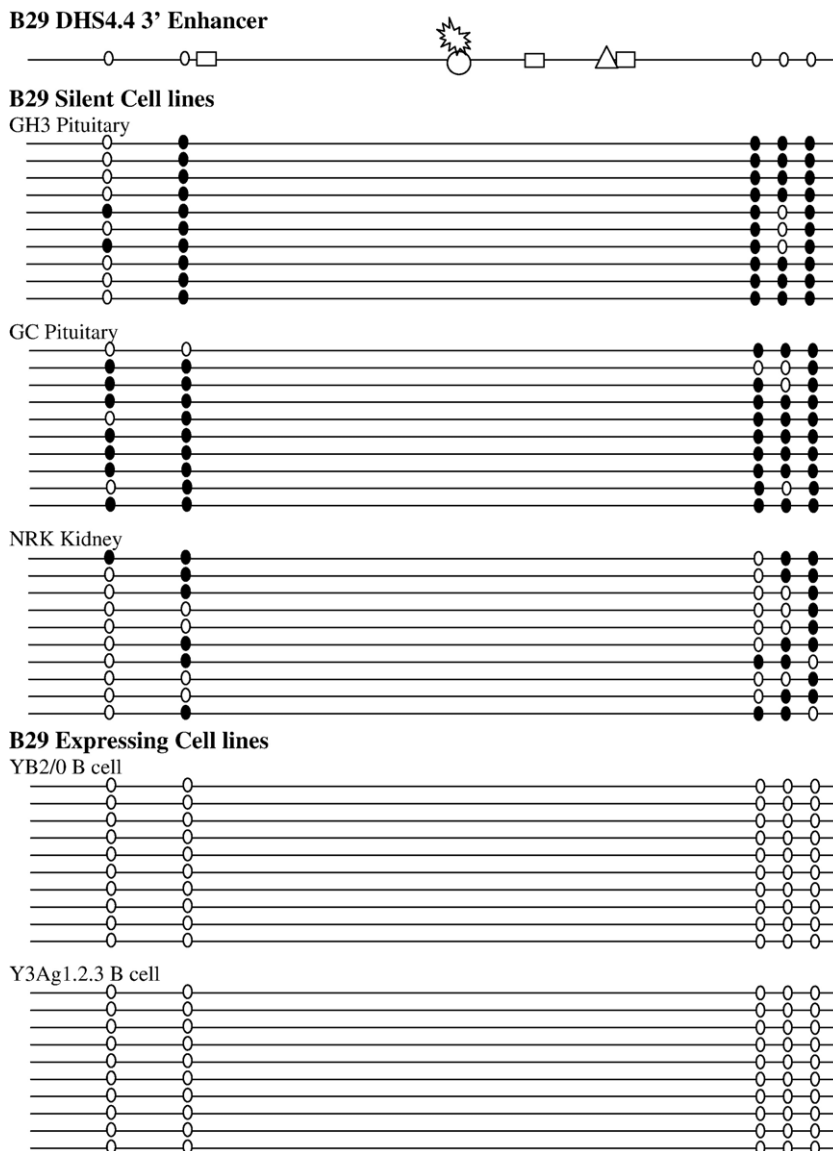 B29 DHS4.4 3' Enhancer
B29 Silent Cell lines
GH3 Pituitary
GC Pituitary
NRK Kidney
B29 Expressing Cell lines
YB2/0 B cell
Y3Ag1.2.3 B cell